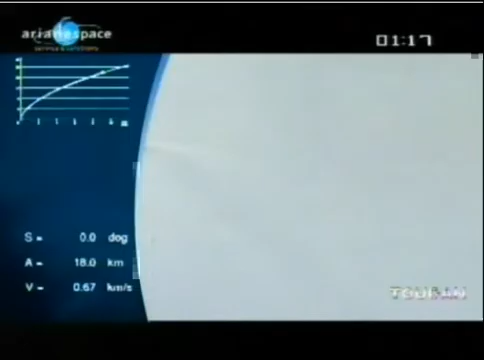 arianespace
01:17
S = 0.0 deg
A = 18.0 km
V = 0.67 km/s
TOUCAN